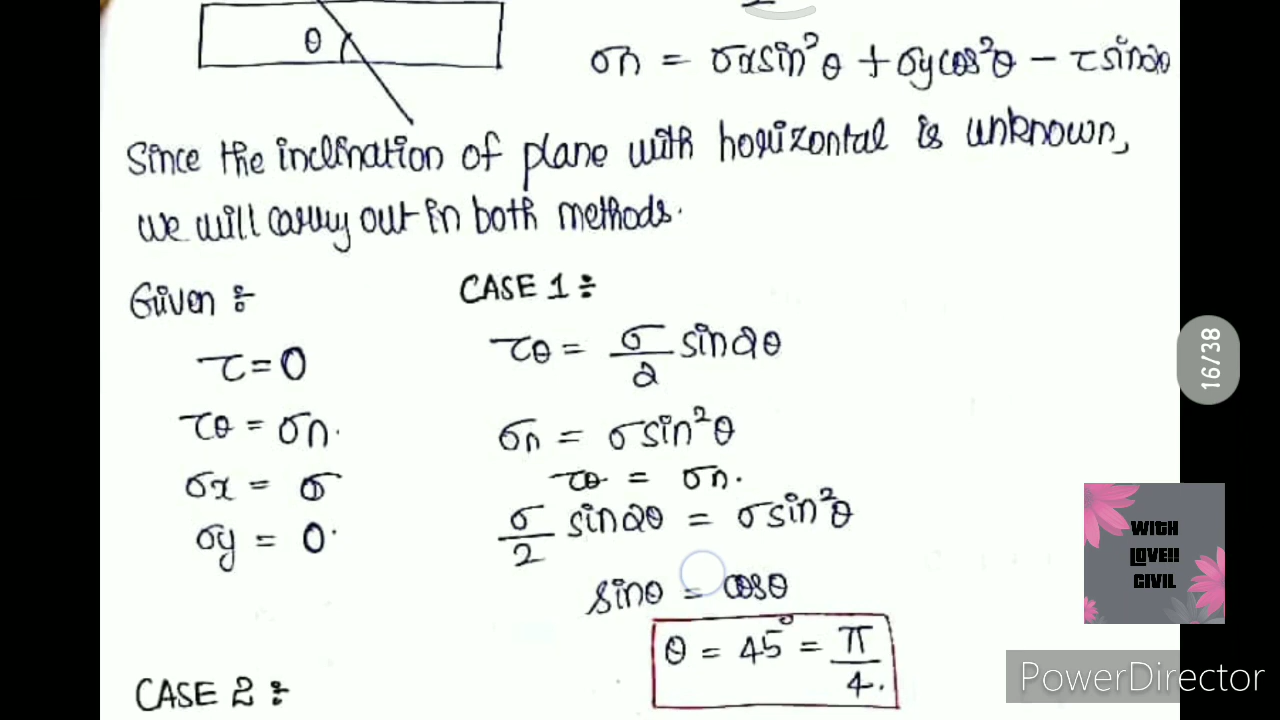 θ
σn = σx sin²θ + σy cos²θ − τ sin2θ
Since the inclination of plane with horizontal is unknown,
we will carry out in both methods.
Given :-
τ = 0
τθ = σn.
σx = σ
σy = 0.
CASE 1 :-
τθ = σ/2 sin2θ
σn = σ sin²θ
τθ = σn.
σ/2 sin2θ = σ sin²θ
sinθ = cosθ
θ = 45° = π/4.
CASE 2 :-
16/38
WITH
LOVE!!
CIVIL
PowerDirector